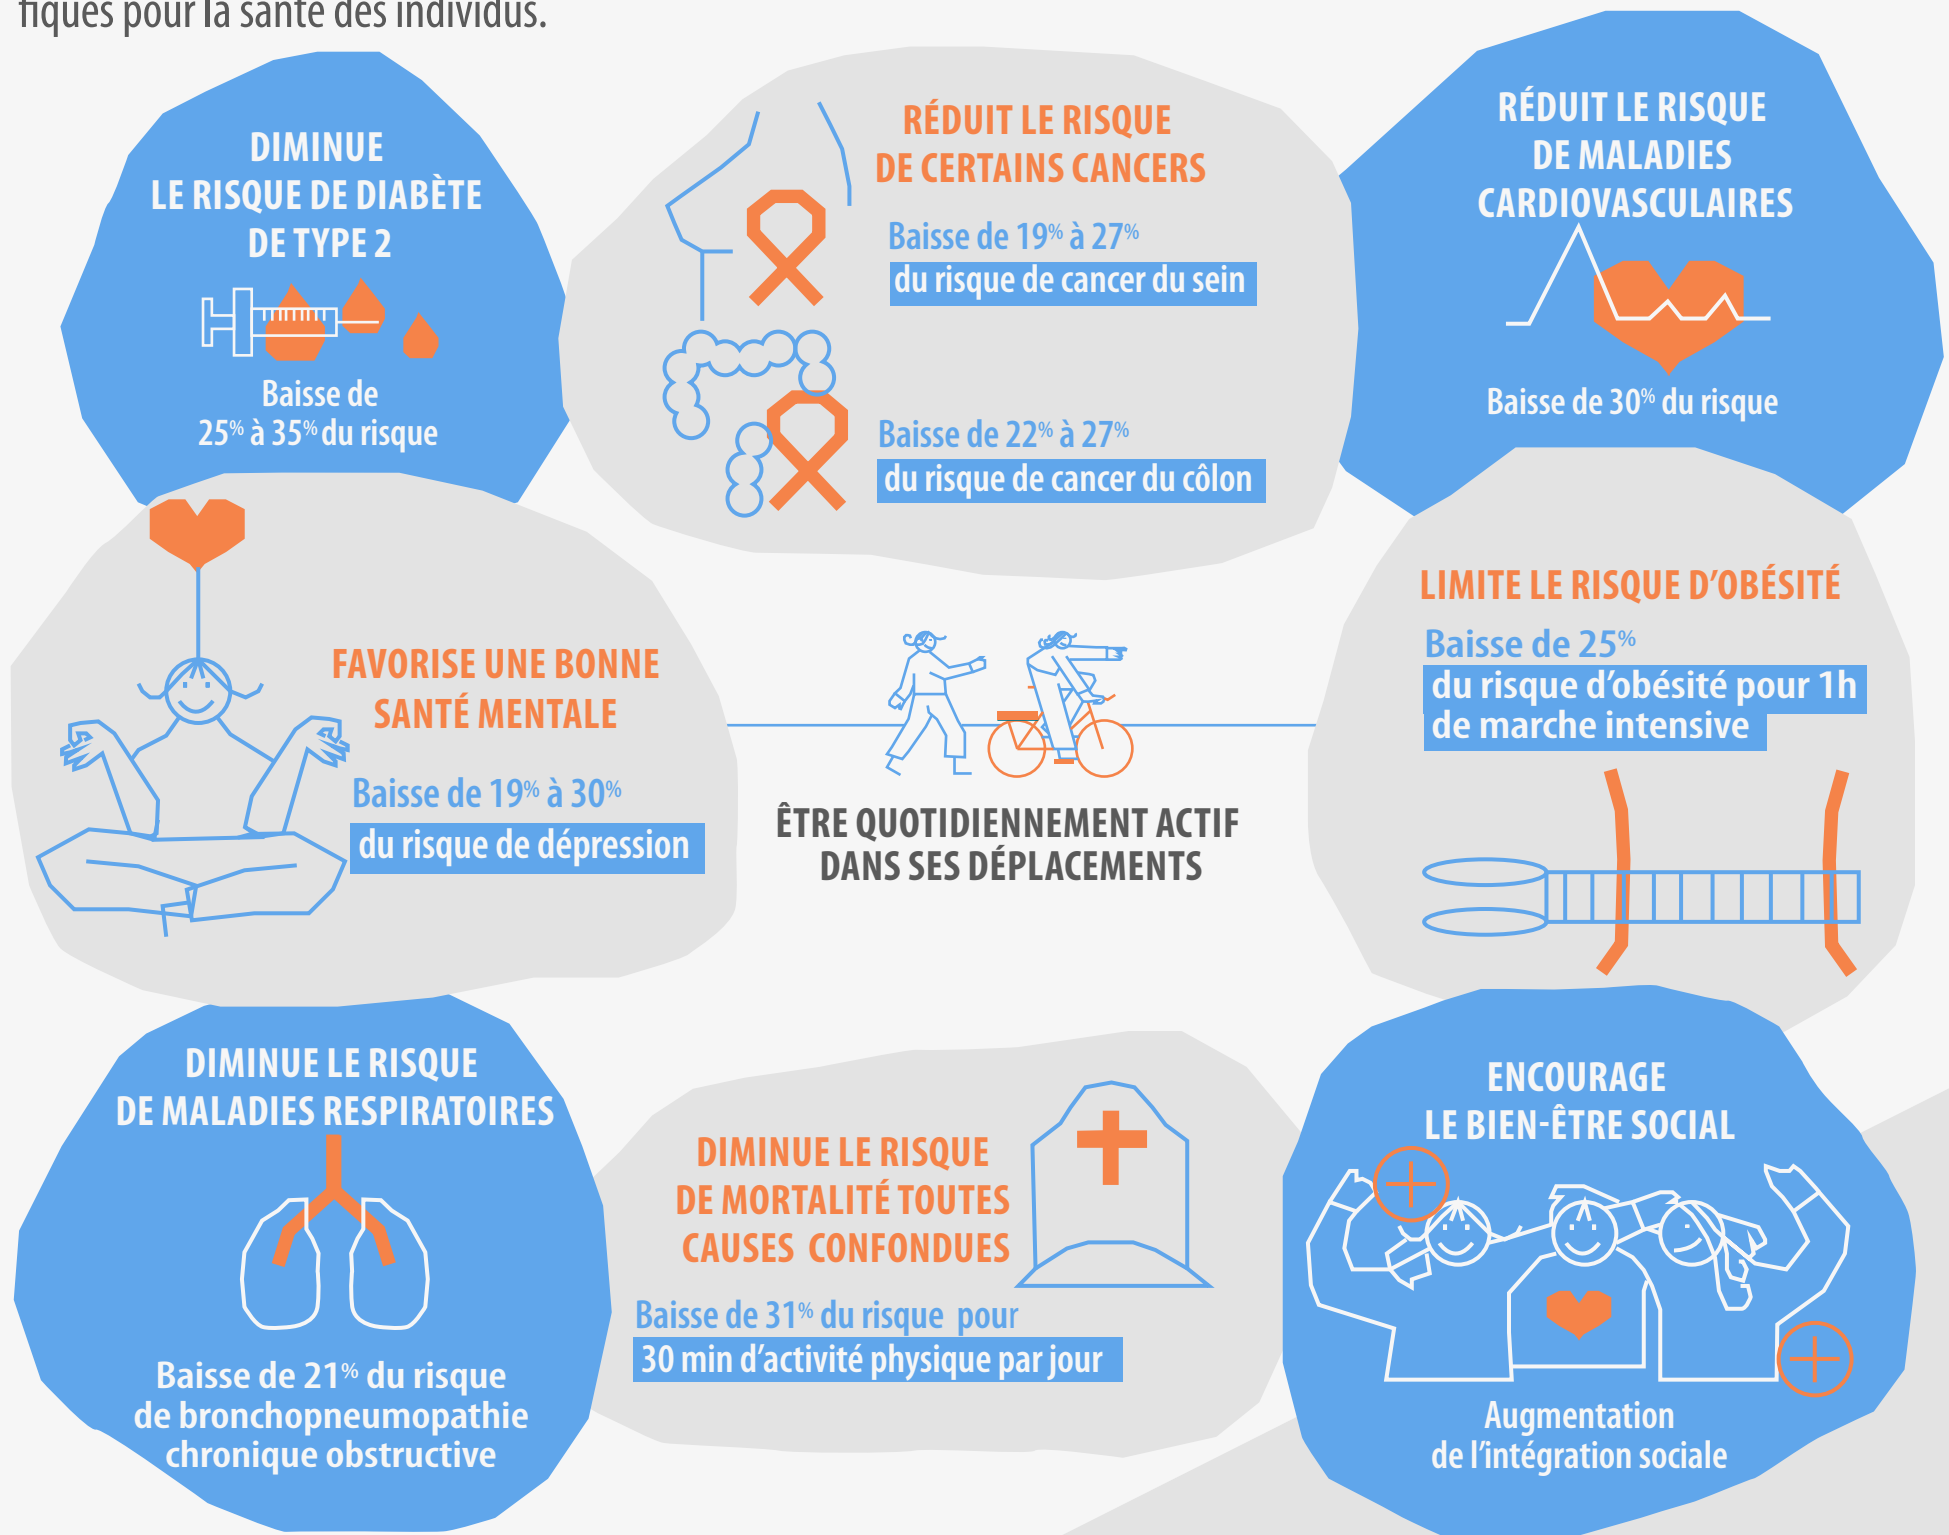 fiques pour la santé des individus.
DIMINUE
LE RISQUE DE DIABÈTE
DE TYPE 2
Baisse de
25% à 35% du risque
RÉDUIT LE RISQUE
DE CERTAINS CANCERS
Baisse de 19% à 27%
du risque de cancer du sein
Baisse de 22% à 27%
du risque de cancer du côlon
RÉDUIT LE RISQUE
DE MALADIES
CARDIOVASCULAIRES
Baisse de 30% du risque
FAVORISE UNE BONNE
SANTÉ MENTALE
Baisse de 19% à 30%
du risque de dépression
ÊTRE QUOTIDIENNEMENT ACTIF
DANS SES DÉPLACEMENTS
LIMITE LE RISQUE D’OBÉSITÉ
Baisse de 25%
du risque d’obésité pour 1h
de marche intensive
DIMINUE LE RISQUE
DE MALADIES RESPIRATOIRES
Baisse de 21% du risque
de bronchopneumopathie
chronique obstructive
DIMINUE LE RISQUE
DE MORTALITÉ TOUTES
CAUSES CONFONDUES
Baisse de 31% du risque pour
30 min d’activité physique par jour
ENCOURAGE
LE BIEN-ÊTRE SOCIAL
Augmentation
de l’intégration sociale